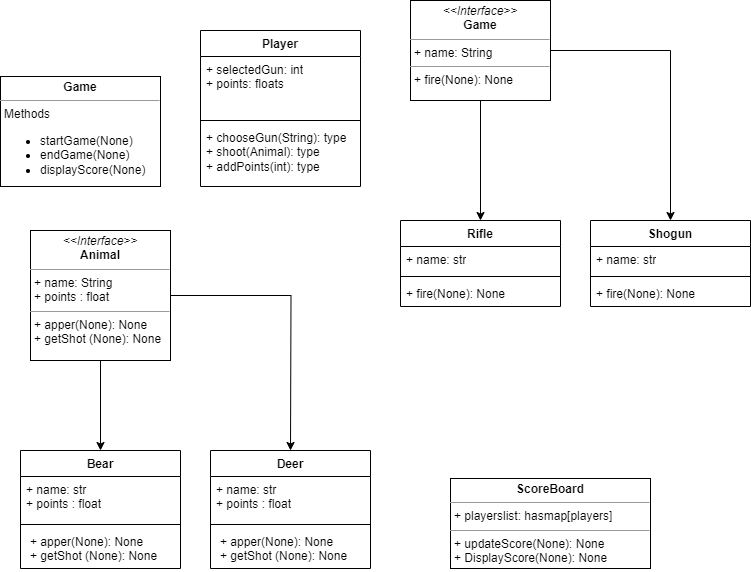 Game
Methods
startGame(None)
endGame(None)
displayScore(None)
Player
+ selectedGun: int
+ points: floats
+ chooseGun(String): type
+ shoot(Animal): type
+ addPoints(int): type
<<Interface>>
Game
+ name: String
+ fire(None): None
Rifle
+ name: str
+ fire(None): None
Shogun
+ name: str
+ fire(None): None
<<Interface>>
Animal
+ name: String
+ points : float
+ apper(None): None
+ getShot (None): None
Bear
+ name: str
+ points : float
+ apper(None): None
+ getShot (None): None
Deer
+ name: str
+ points : float
+ apper(None): None
+ getShot (None): None
ScoreBoard
+ playerslist: hasmap[players]
+ updateScore(None): None
+ DisplayScore(None): None